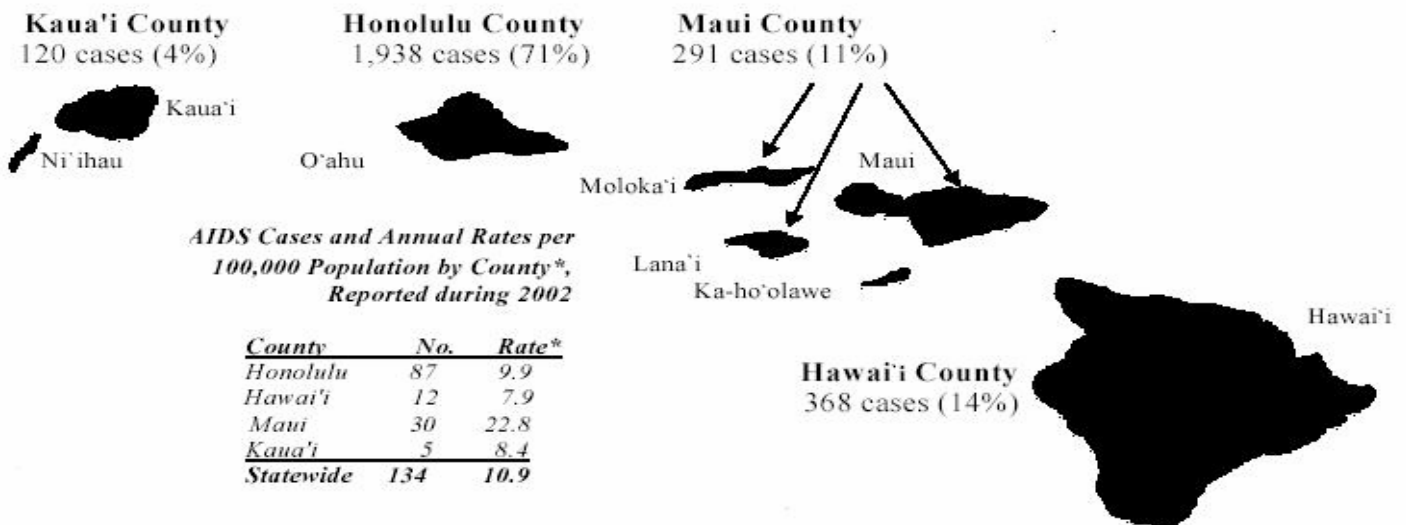 Kaua'i County
120 cases (4%)
Honolulu County
1,938 cases (71%)
Maui County
291 cases (11%)
Kaua‘i
Ni`ihau
O‘ahu
Moloka‘i
Maui
Lana`i
Ka-ho‘olawe
Hawai‘i
Hawai`i County
368 cases (14%)
AIDS Cases and Annual Rates per
100,000 Population by County*,
Reported during 2002
County No. Rate*
Honolulu 87 9.9
Hawai'i 12 7.9
Maui 30 22.8
Kaua'i 5 8.4
Statewide 134 10.9